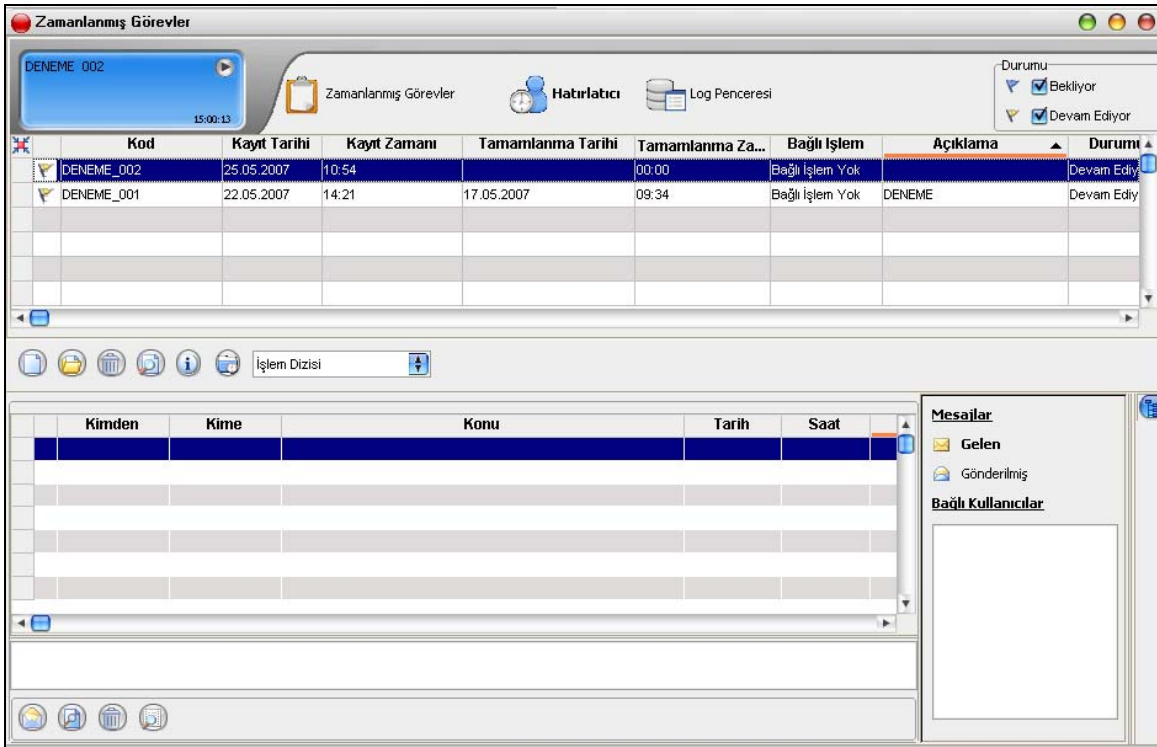 Zamanlanmış Görevler
DENEME 002
15:00:13
Zamanlanmış Görevler
Hatırlatıcı
Log Penceresi
Durumu
Bekliyor
Devam Ediyor
Kod Kayıt Tarihi Kayıt Zamanı Tamamlanma Tarihi Tamamlanma Za... Bağlı İşlem Açıklama Durumu
DENEME_002 25.05.2007 10:54 00:00 Bağlı İşlem Yok Devam Ediy
DENEME_001 22.05.2007 14:21 17.05.2007 09:34 Bağlı İşlem Yok DENEME Devam Ediy
İşlem Dizisi
Kimden Kime Konu Tarih Saat
Mesajlar
Gelen
Gönderilmiş
Bağlı Kullanıcılar